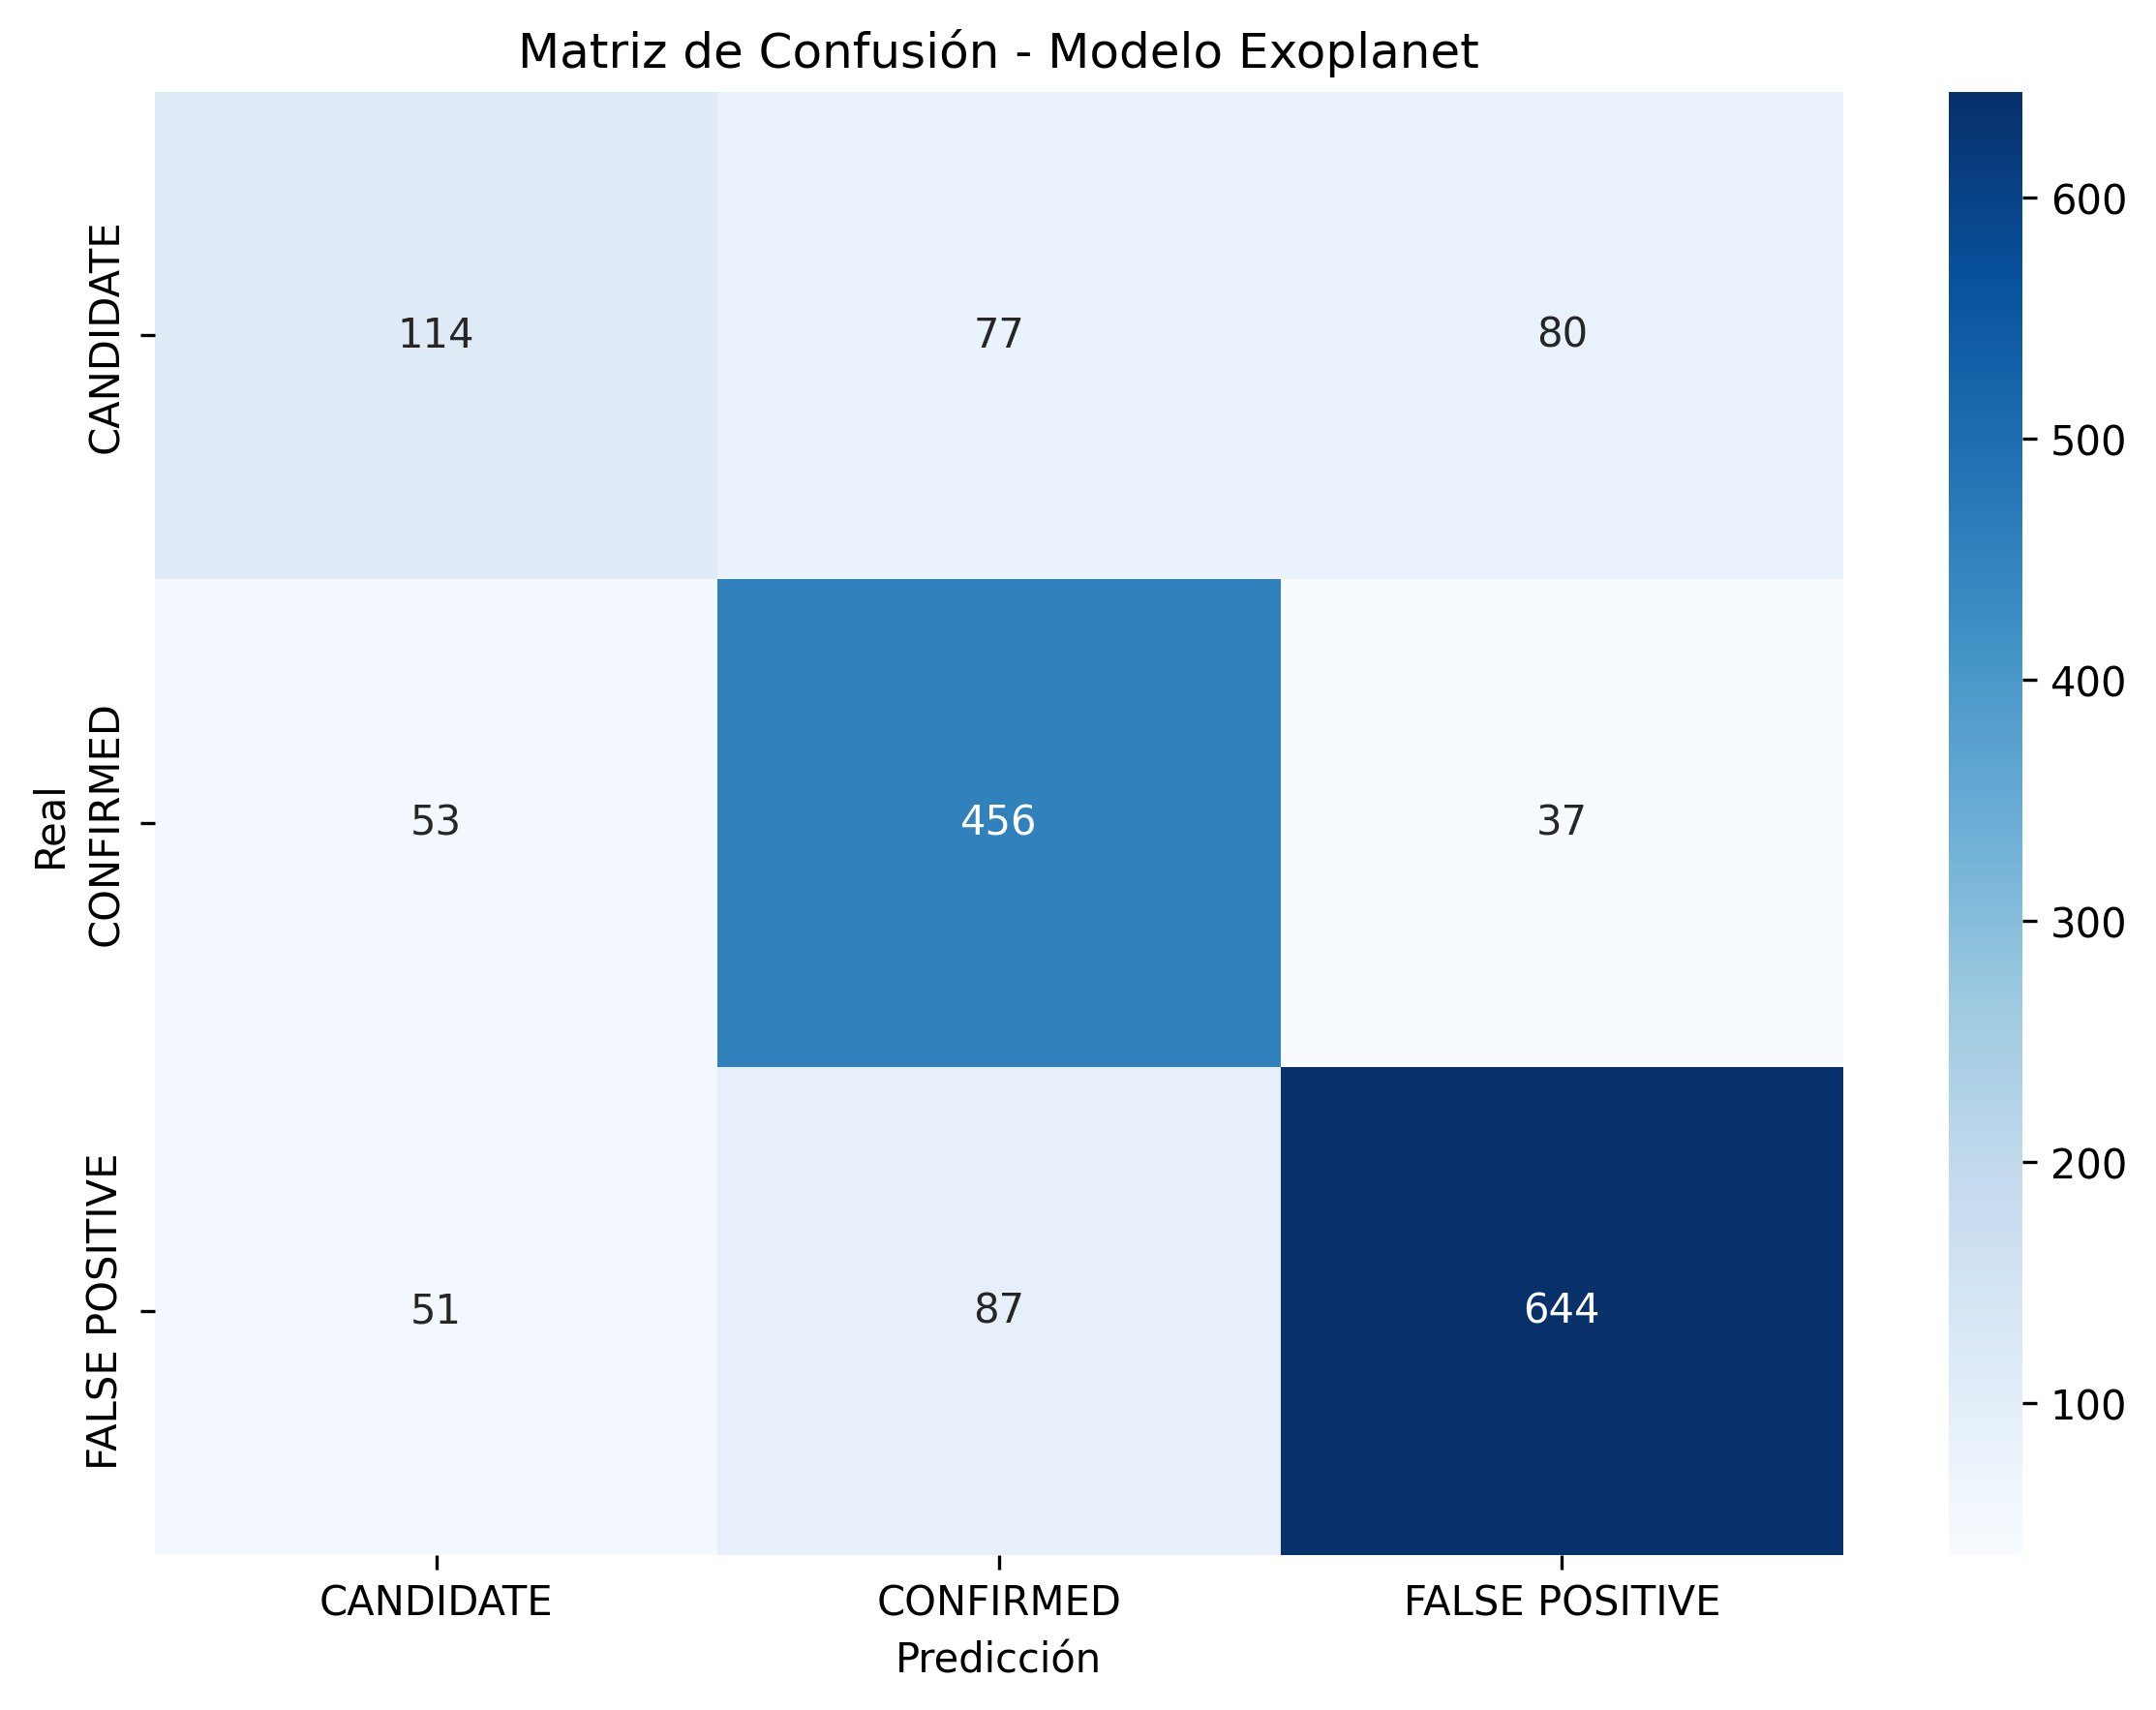 Matriz de Confusión - Modelo Exoplanet
Real
CANDIDATE
114 77 80
CONFIRMED
53 456 37
FALSE POSITIVE
51 87 644
CANDIDATE CONFIRMED FALSE POSITIVE
Predicción
600
500
400
300
200
100